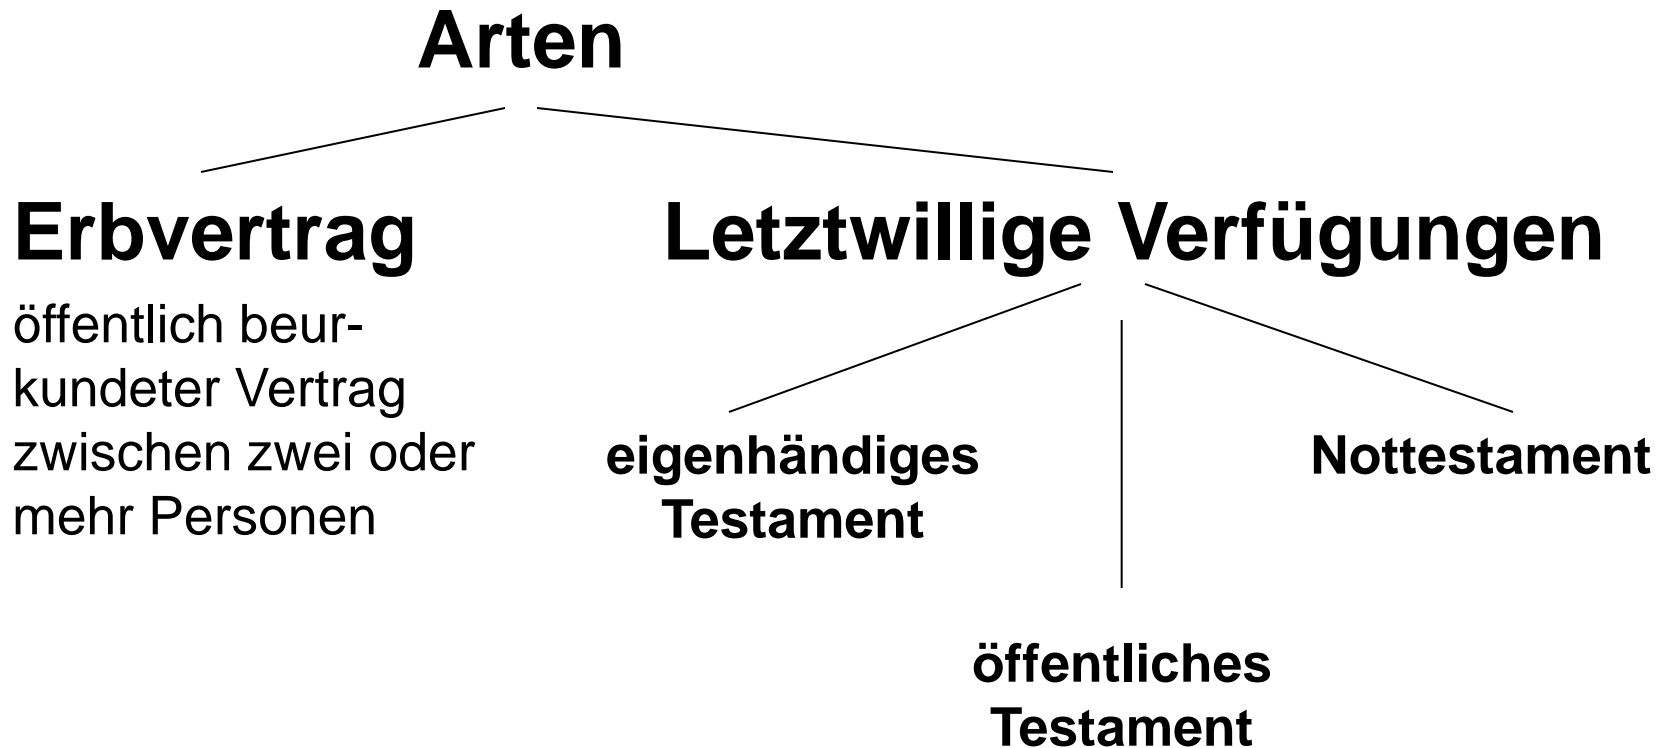 Arten
Erbvertrag
öffentlich beur-
kundeter Vertrag
zwischen zwei oder
mehr Personen
Letztwillige Verfügungen
eigenhändiges
Testament
öffentliches
Testament
Nottestament